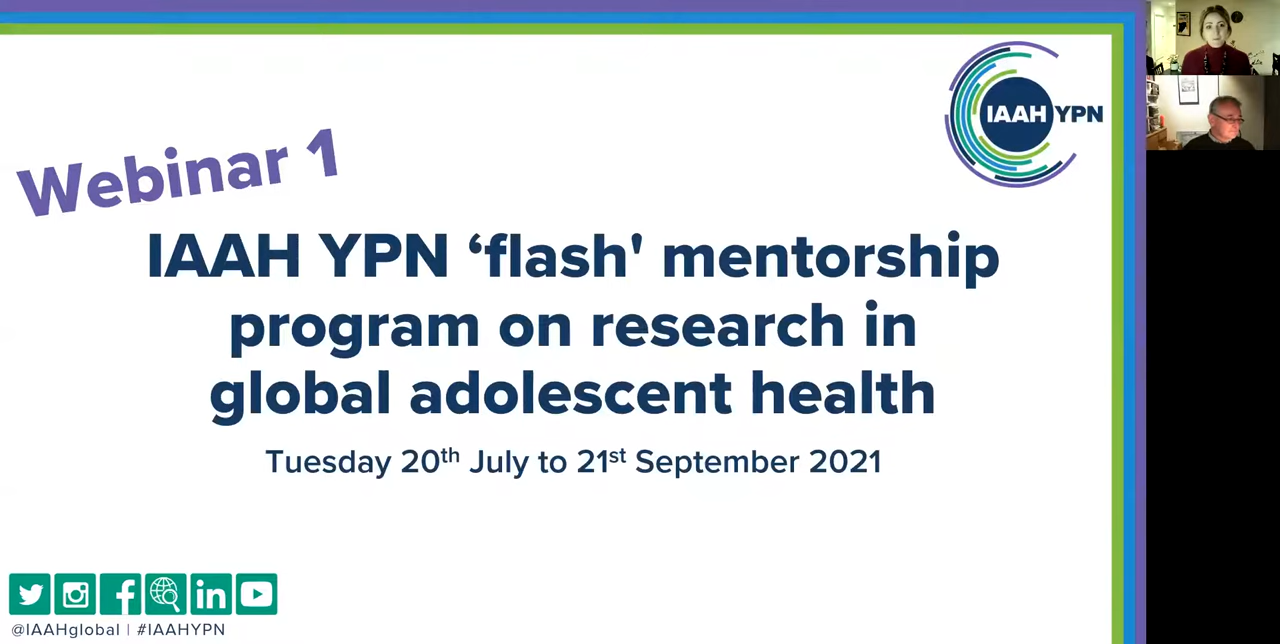 IAAH YPN
Webinar 1
IAAH YPN ‘flash' mentorship
program on research in
global adolescent health
Tuesday 20th July to 21st September 2021
@IAAHglobal | #IAAHYPN